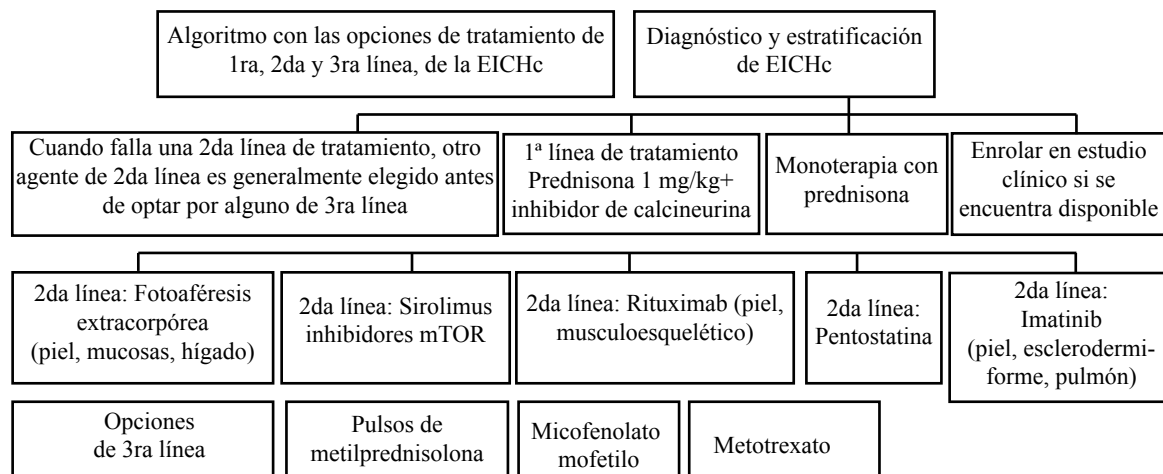 Algoritmo con las opciones de tratamiento de
1ra, 2da y 3ra línea, de la EICHc
Diagnóstico y estratificación
de EICHc
Cuando falla una 2da línea de tratamiento, otro
agente de 2da línea es generalmente elegido antes
de optar por alguno de 3ra línea
1ª línea de tratamiento
Prednisona 1 mg/kg+
inhibidor de calcineurina
Monoterapia con
prednisona
Enrolar en estudio
clínico si se
encuentra disponible
2da línea: Fotoaféresis
extracorpórea
(piel, mucosas, hígado)
2da línea: Sirolimus
inhibidores mTOR
2da línea: Rituximab (piel,
musculoesquelético)
2da línea:
Pentostatina
2da línea:
Imatinib
(piel, esclerodermi-
forme, pulmón)
Opciones
de 3ra línea
Pulsos de
metilprednisolona
Micofenolato
mofetilo
Metotrexato